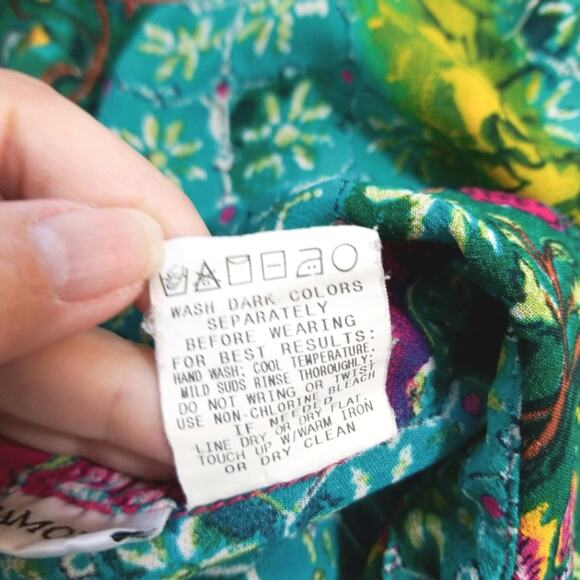 WASH DARK COLORS
SEPARATELY
BEFORE WEARING
FOR BEST RESULTS:
HAND WASH; COOL TEMPERATURE,
MILD SUDS RINSE THOROUGHLY;
DO NOT WRING OR TWIST
USE NON-CHLORINE BLEACH
IF NEEDED
LINE DRY OR DRY FLAT,
TOUCH UP W/WARM IRON
OR DRY CLEAN